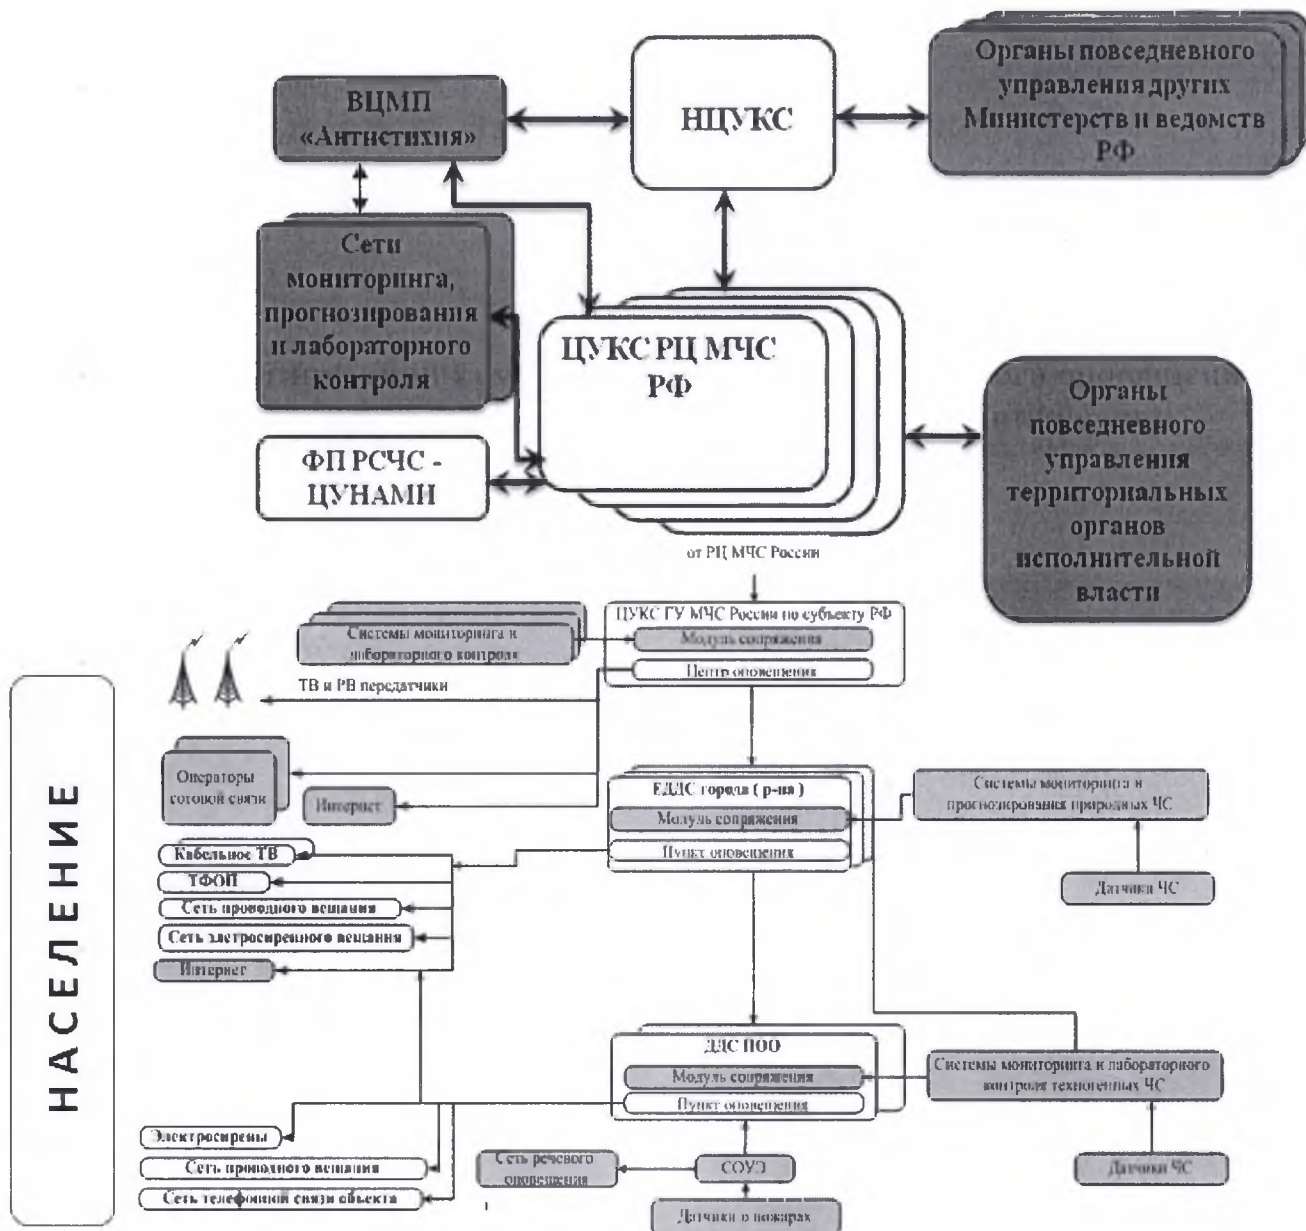 ВЦМП
«Антистихия»
НЦУКС
Органы повседневного
управления других
Министерств и ведомств
РФ
Сети
мониторинга,
прогнозирования
и лабораторного
контроля
ЦУКС РЦ МЧС
РФ
ФП РСЧС -
ЦУНАМИ
Органы
повседневного
управления
территориальных
органов
исполнительной
власти
от РЦ МЧС России
ЦУКС ГУ МЧС России по субъекту РФ
Модуль сопряжения
Центр оповещения
Системы мониторинга и
лабораторного контроля
ТВ и РВ передатчики
Операторы
сотовой связи
Интернет
ЕДДС города ( р-на )
Модуль сопряжения
Пункт оповещения
Системы мониторинга и
прогнозирования природных ЧС
Датчики ЧС
Кабельное ТВ
ТФОП
Сеть проводного вещания
Сеть элетросиренного вещания
Интернет
НАСЕЛЕНИЕ
ДДС ПОО
Модуль сопряжения
Пункт оповещения
Системы мониторинга и лабораторного
контроля техногенных ЧС
Датчики ЧС
Электросирены
Сеть проводного вещания
Сеть телефонной связи объекта
Сеть речевого
оповещения
СОУЭ
Датчики о пожарах